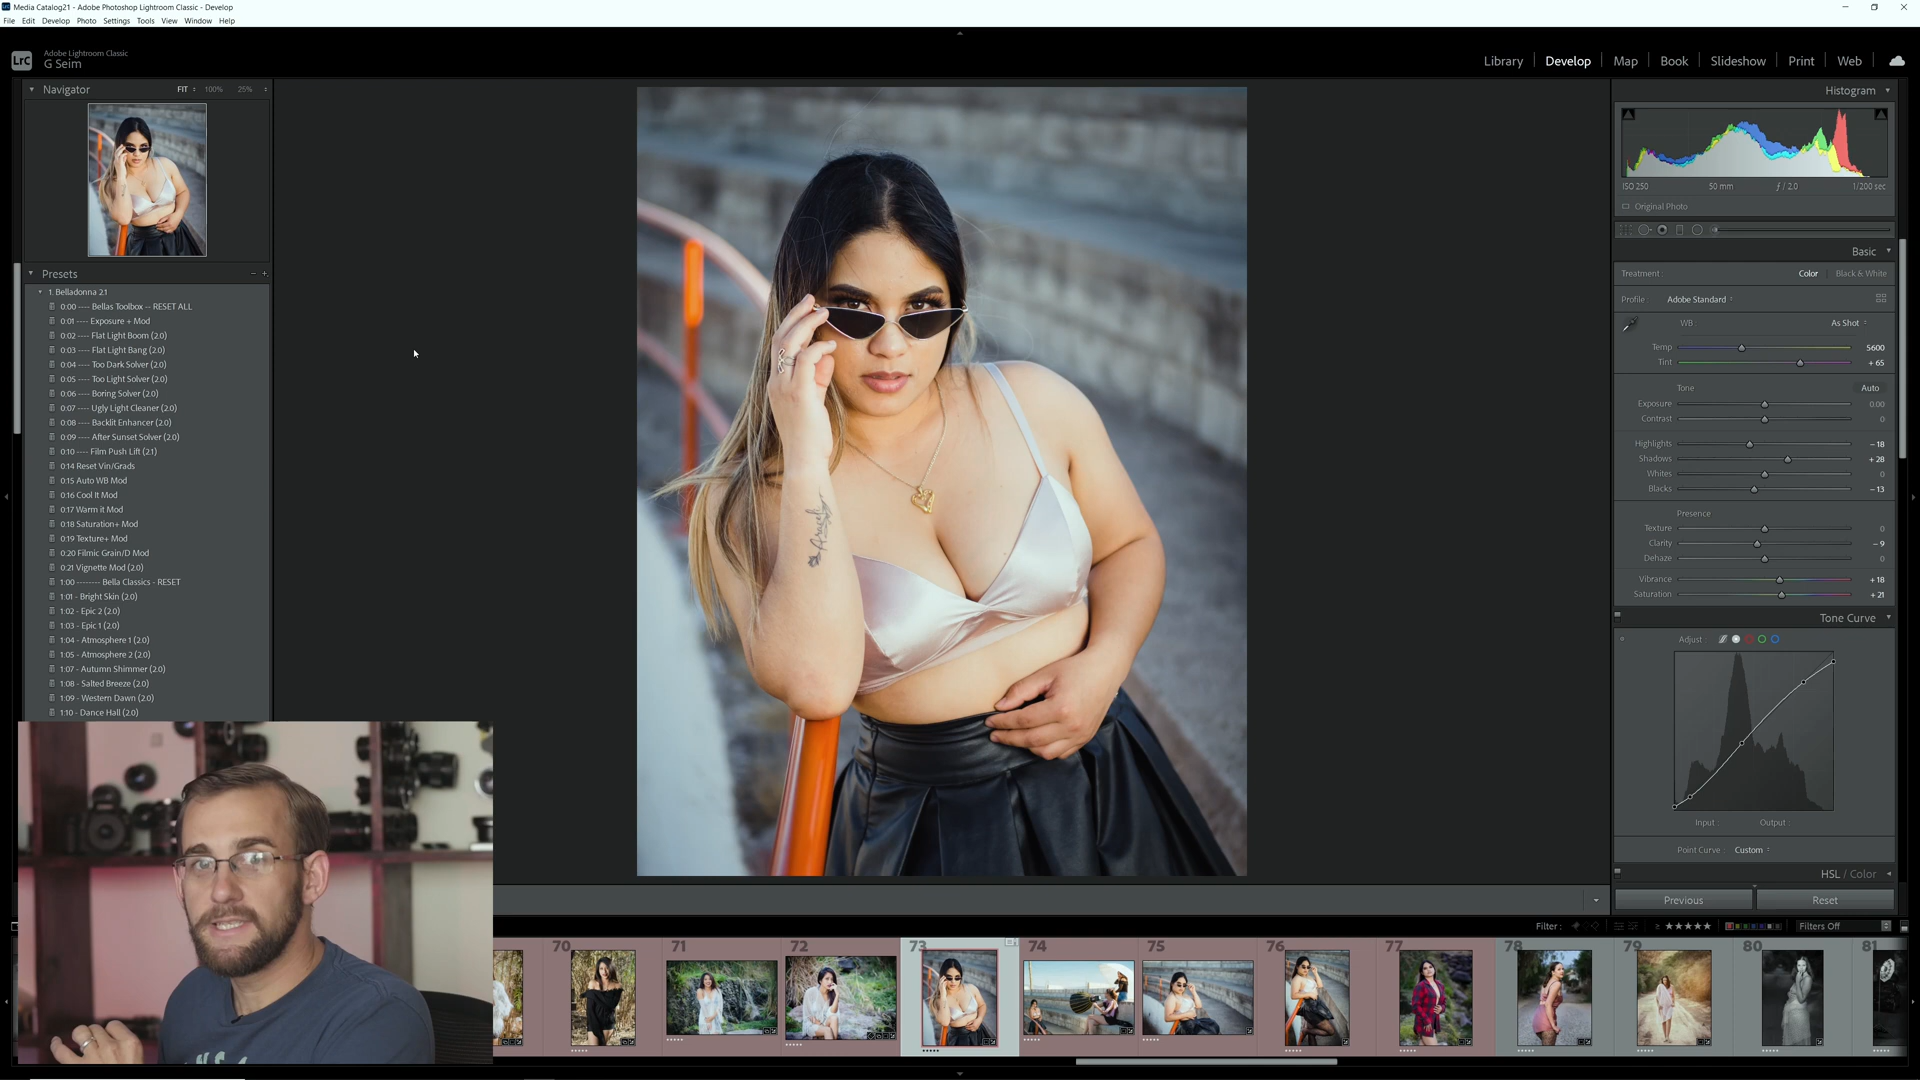 Media Catalog21 - Adobe Photoshop Lightroom Classic - Develop
File Edit Develop Photo Settings Tools View Window Help
LrC
Adobe Lightroom Classic
G Seim
Library Develop Map Book Slideshow Print Web
Navigator FIT 100% 25%
Presets
1. Belladonna 21
0:00 ---- Bellas Toolbox -- RESET ALL
0:01 ---- Exposure + Mod
0:02 ---- Flat Light Boom (2.0)
0:03 ---- Flat Light Bang (2.0)
0:04 ---- Too Dark Solver (2.0)
0:05 ---- Too Light Solver (2.0)
0:06 ---- Boring Solver (2.0)
0:07 ---- Ugly Light Cleaner (2.0)
0:08 ---- Backlit Enhancer (2.0)
0:09 ---- After Sunset Solver (2.0)
0:10 ---- Film Push Lift (2.1)
0:14 Reset Vin/Grads
0:15 Auto WB Mod
0:16 Cool It Mod
0:17 Warm it Mod
0:18 Saturation+ Mod
0:19 Texture+ Mod
0:20 Filmic Grain/D Mod
0:21 Vignette Mod (2.0)
1:00 -------- Bella Classics - RESET
1:01 - Bright Skin (2.0)
1:02 - Epic 2 (2.0)
1:03 - Epic 1 (2.0)
1:04 - Atmosphere 1 (2.0)
1:05 - Atmosphere 2 (2.0)
1:07 - Autumn Shimmer (2.0)
1:08 - Salted Breeze (2.0)
1:09 - Western Dawn (2.0)
1:10 - Dance Hall (2.0)
Histogram
ISO 250 50 mm ƒ / 2.0 1/200 sec
Original Photo
Basic
Treatment : Color Black & White
Profile : Adobe Standard
WB : As Shot
Temp 5600
Tint + 65
Tone Auto
Exposure 0.00
Contrast 0
Highlights – 18
Shadows + 28
Whites 0
Blacks – 13
Presence
Texture 0
Clarity – 9
Dehaze 0
Vibrance + 18
Saturation + 21
Tone Curve
Adjust :
Input : Output :
Point Curve : Custom
HSL / Color
Previous Reset
Filter : ≥ ★★★★★ Filters Off
70 71 72 73 74 75 76 77 78 79 80 81